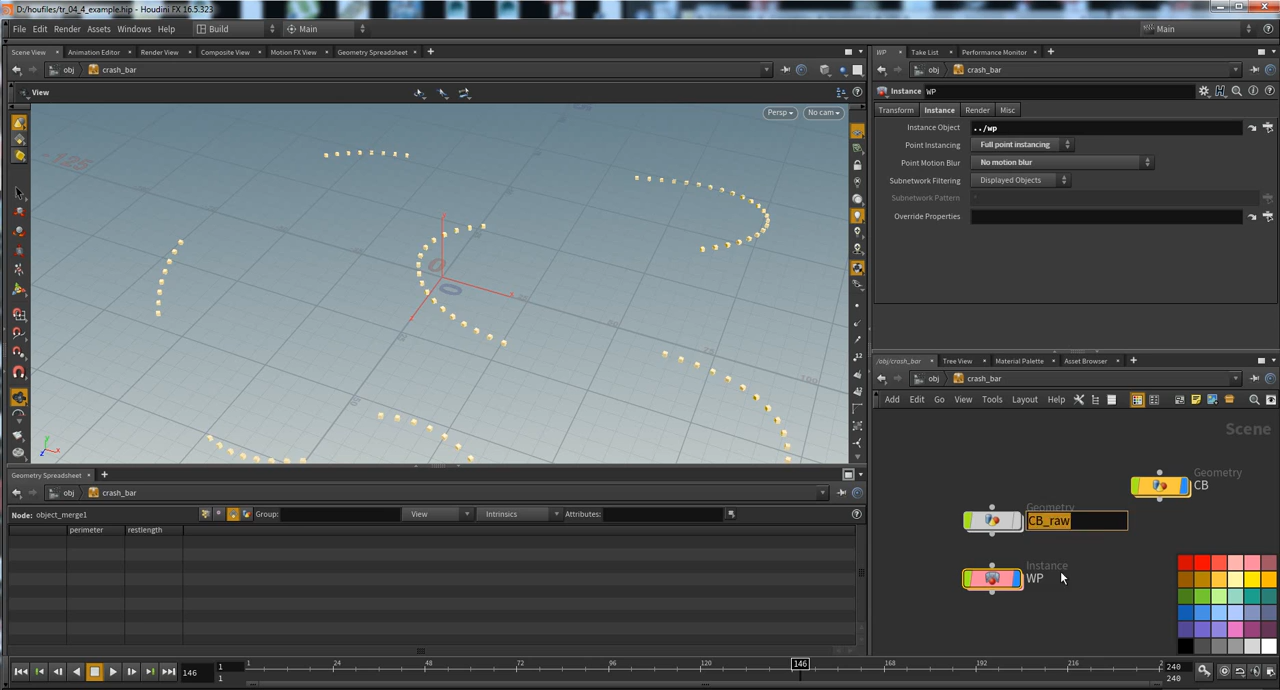 D:/houfiles/tr_04_4_example.hip - Houdini FX 16.5.323
File Edit Render Assets Windows Help Build Main Main
Scene View Animation Editor Render View Composite View Motion FX View Geometry Spreadsheet
obj crash_bar
View
Persp No cam
-125
0
0
Geometry Spreadsheet
obj crash_bar
Node: object_merge1 Group: View Intrinsics Attributes:
perimeter restlength
WP Take List Performance Monitor
obj crash_bar
Instance WP
Transform Instance Render Misc
Instance Object ../wp
Point Instancing Full point instancing
Point Motion Blur No motion blur
Subnetwork Filtering Displayed Objects
Subnetwork Pattern *
Override Properties
/obj/crash_bar Tree View Material Palette Asset Browser
obj crash_bar
Add Edit Go View Tools Layout Help
Scene
Geometry
CB
Geometry
CB_raw
Instance
WP
146 1 1 24 48 72 96 120 146 168 192 216 2 240
1 240